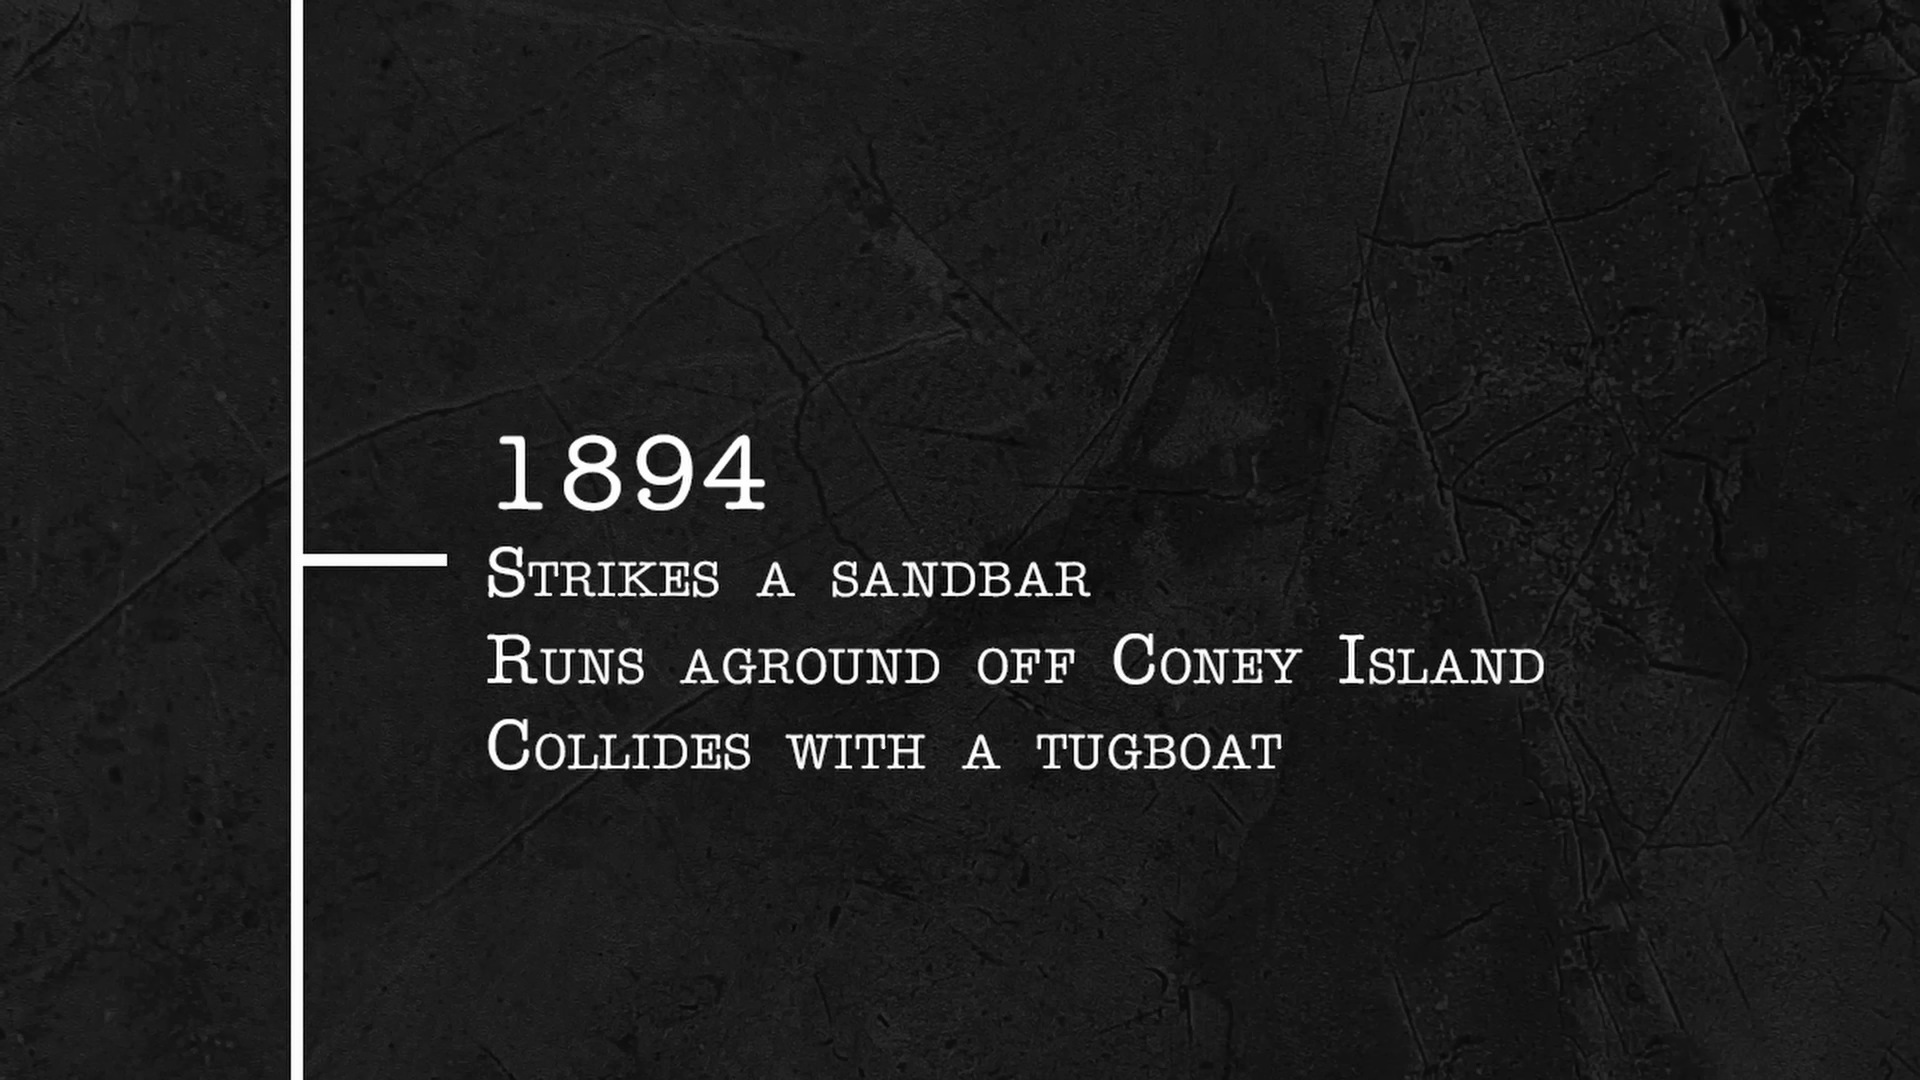 1894
Strikes a sandbar
Runs aground off Coney Island
Collides with a tugboat